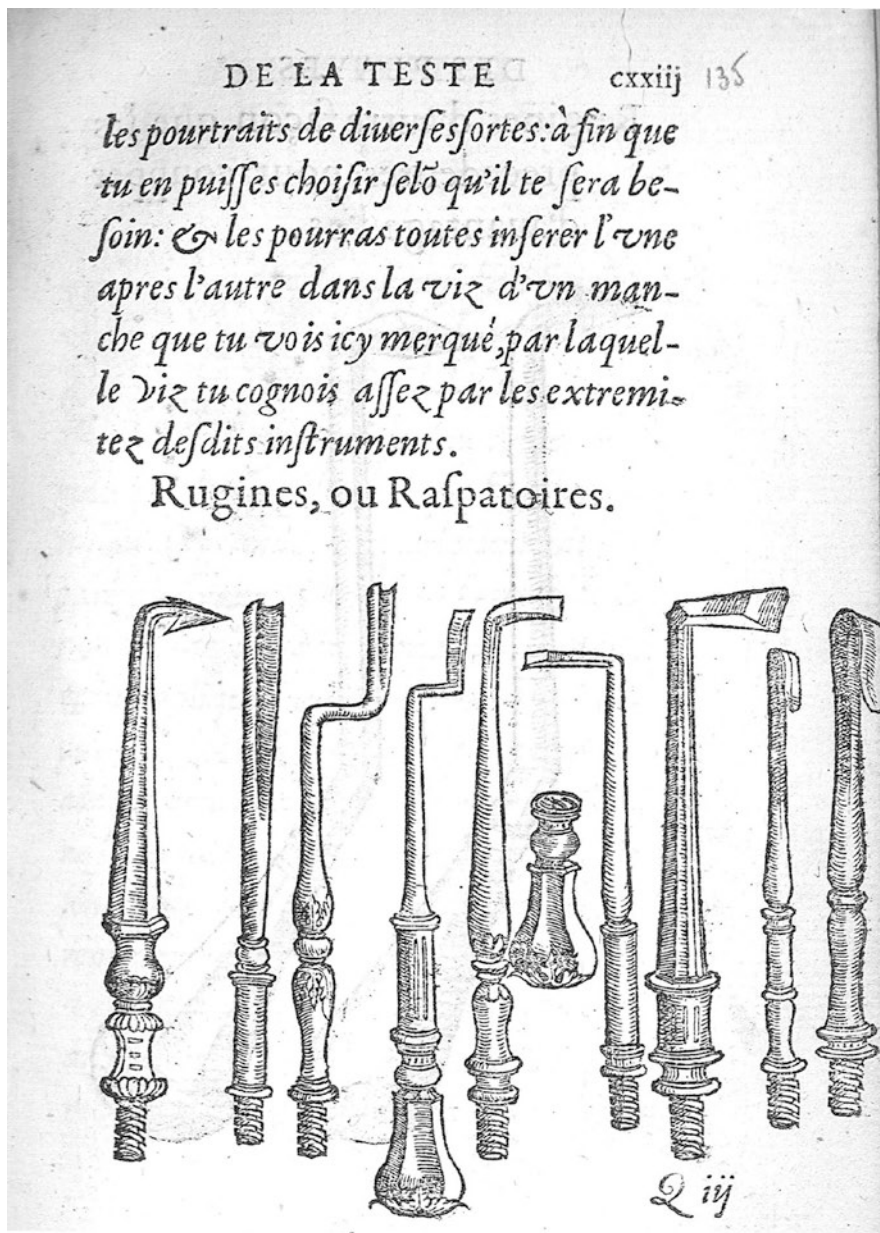 DE LA TESTE cxxiij 135
les pourtraits de diuerses sortes: à fin que
tu en puisses choisir selõ qu'il te sera be-
soin: & les pourras toutes inserer l'vne
apres l'autre dans la viz d'vn man-
che que tu vois icy merqué, par laquel-
le viz tu cognois assez par les extremi-
tez desdits instruments.
Rugines, ou Raspatoires.
Q iij